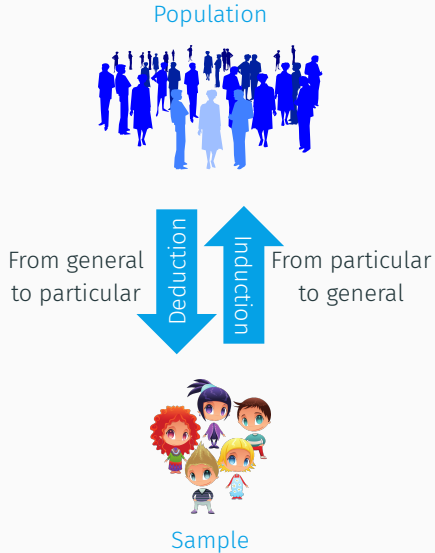 Population
From general
to particular
Deduction
Induction
From particular
to general
Sample